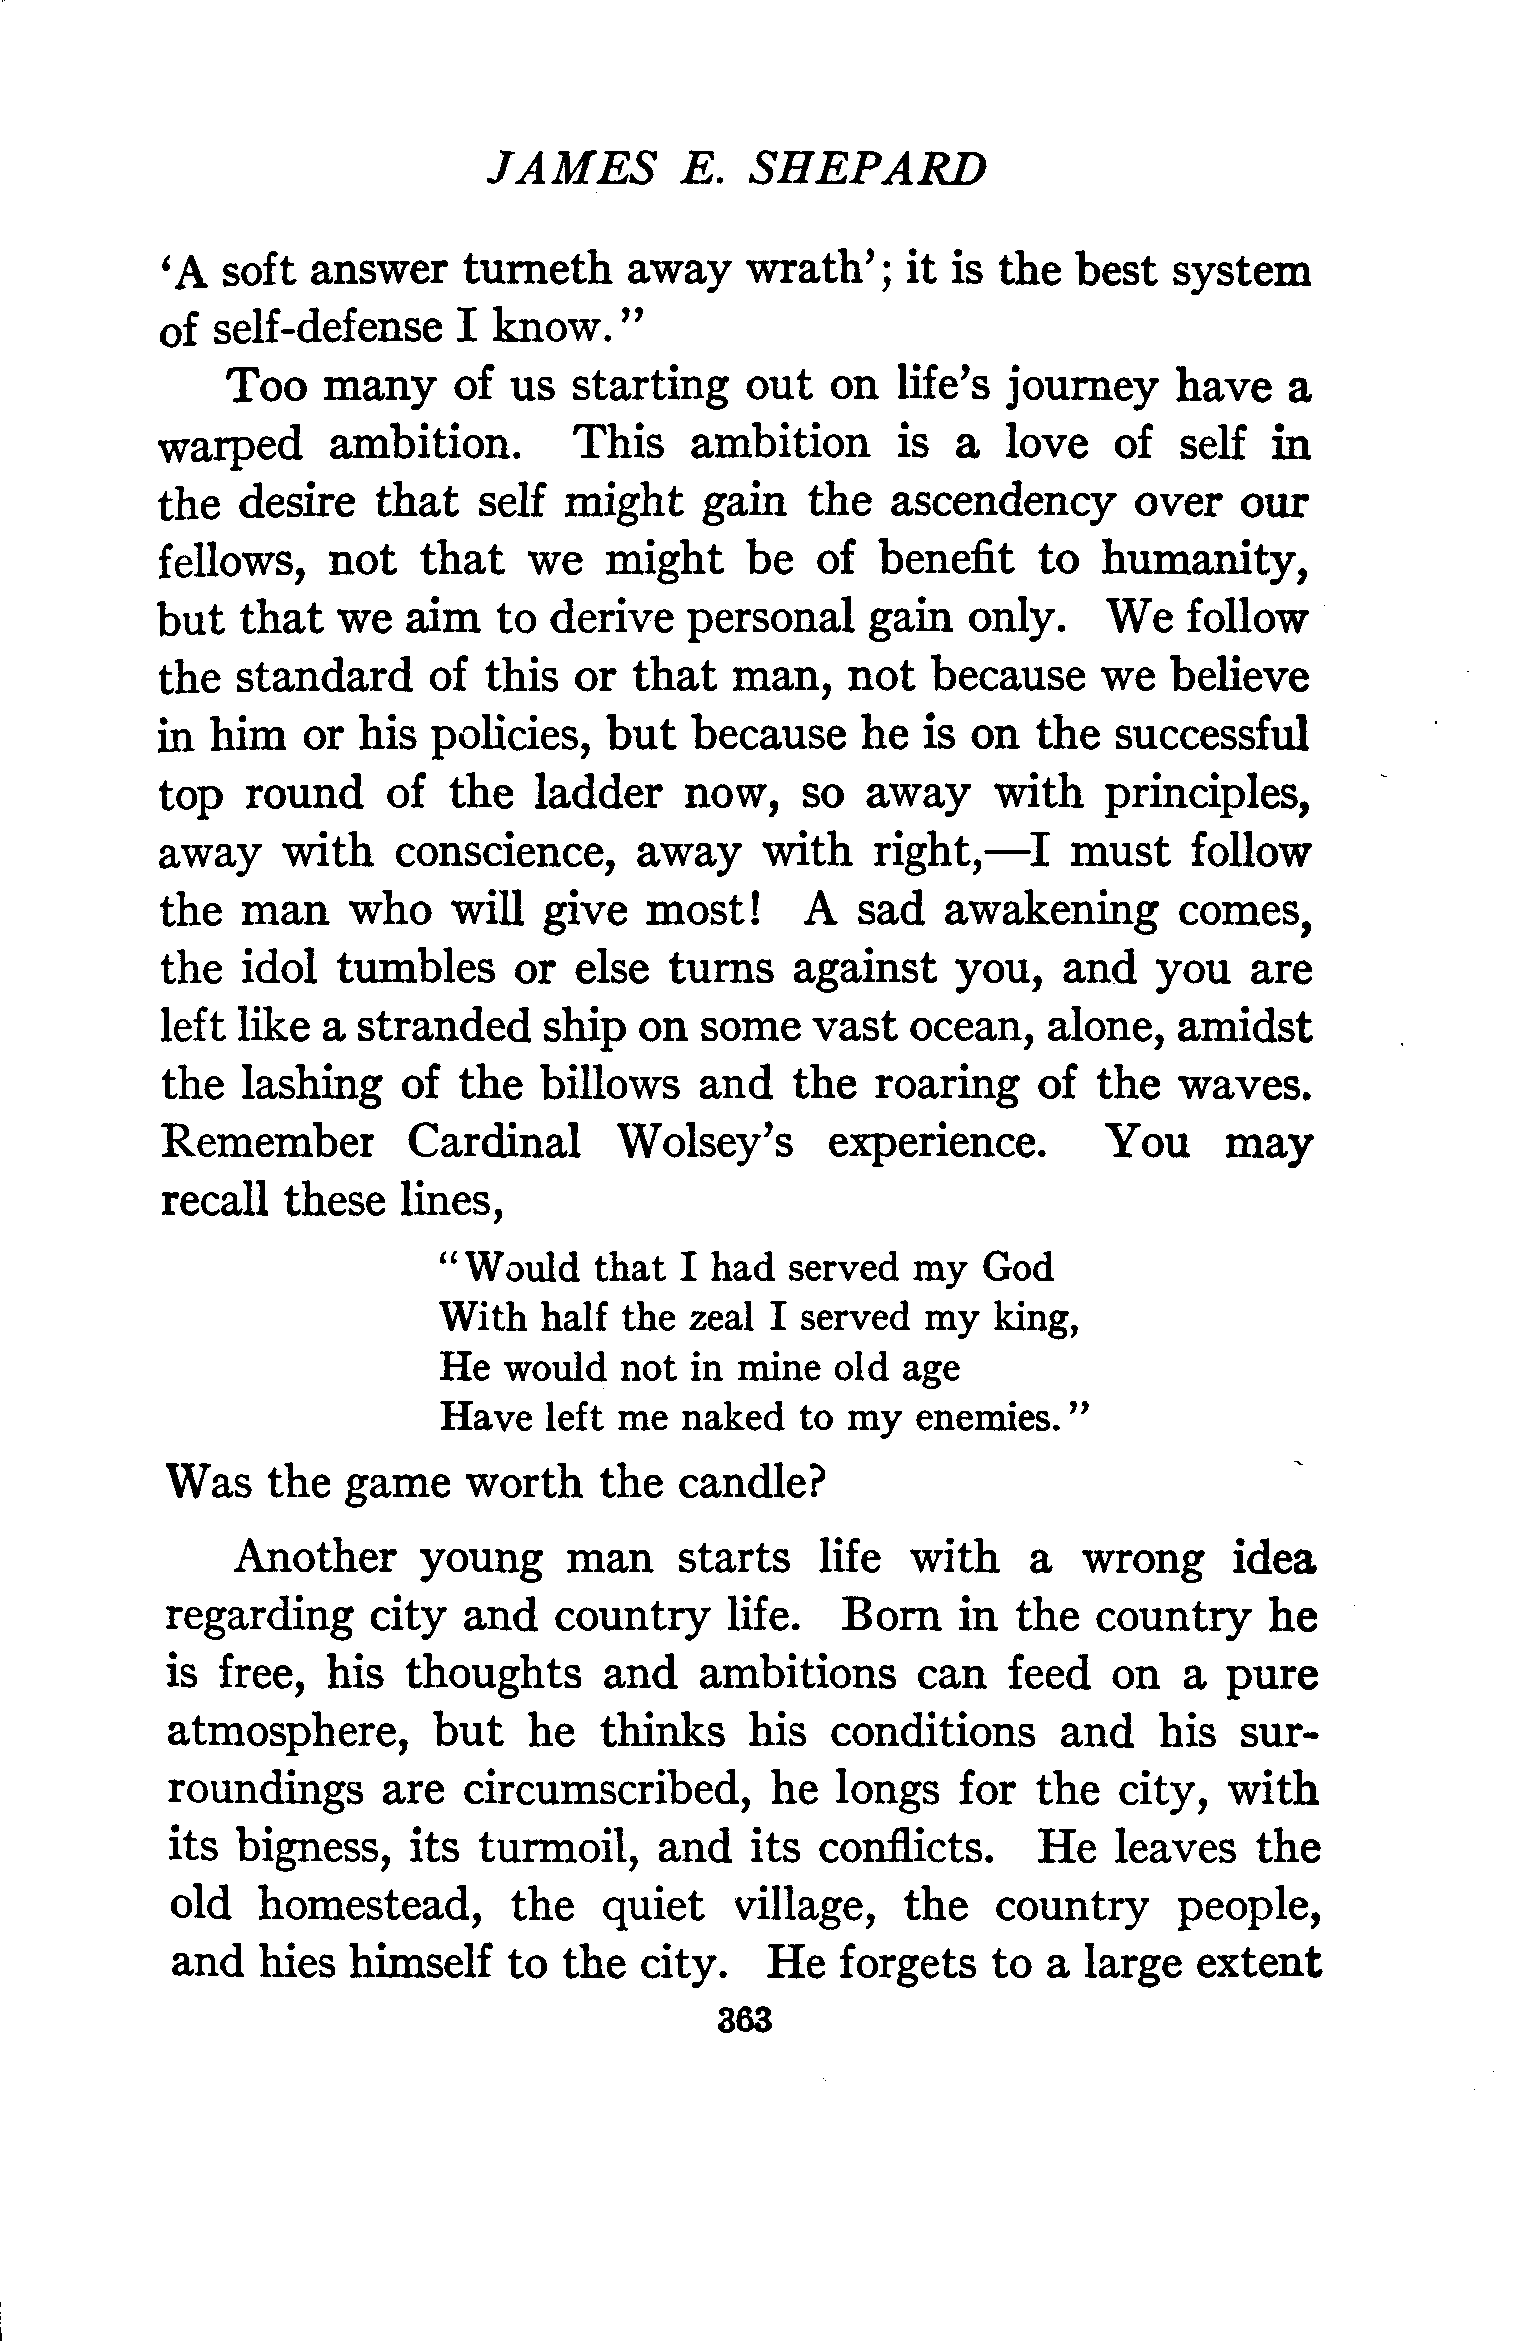 JAMES E. SHEPARD
‘A soft answer turneth away wrath’; it is the best system
of self-defense I know.”
Too many of us starting out on life’s journey have a
warped ambition. This ambition is a love of self in
the desire that self might gain the ascendency over our
fellows, not that we might be of benefit to humanity,
but that we aim to derive personal gain only. We follow
the standard of this or that man, not because we believe
in him or his policies, but because he is on the successful
top round of the ladder now, so away with principles,
away with conscience, away with right,—I must follow
the man who will give most! A sad awakening comes,
the idol tumbles or else turns against you, and you are
left like a stranded ship on some vast ocean, alone, amidst
the lashing of the billows and the roaring of the waves.
Remember Cardinal Wolsey’s experience. You may
recall these lines,
“Would that I had served my God
With half the zeal I served my king,
He would not in mine old age
Have left me naked to my enemies.”
Was the game worth the candle?
Another young man starts life with a wrong idea
regarding city and country life. Born in the country he
is free, his thoughts and ambitions can feed on a pure
atmosphere, but he thinks his conditions and his sur-
roundings are circumscribed, he longs for the city, with
its bigness, its turmoil, and its conflicts. He leaves the
old homestead, the quiet village, the country people,
and hies himself to the city. He forgets to a large extent
363